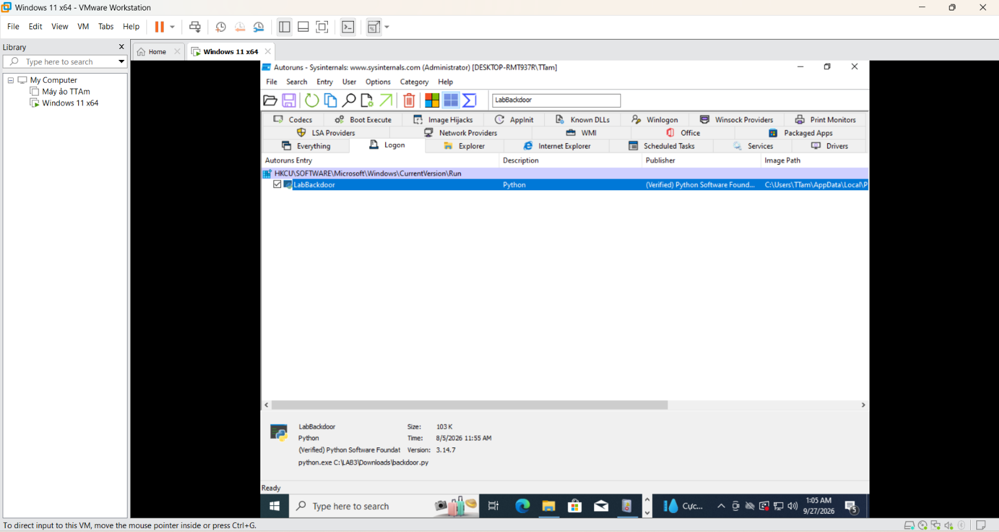 Windows 11 x64 - VMware Workstation
File Edit View VM Tabs Help
Library
Home Windows 11 x64
Type here to search
My Computer
Máy ảo TTAm
Windows 11 x64
Autoruns - Sysinternals: www.sysinternals.com (Administrator) [DESKTOP-RMT937R\TTam]
File Search Entry User Options Category Help
LabBackdoor
Codecs Boot Execute Image Hijacks AppInit Known DLLs Winlogon Winsock Providers Print Monitors
LSA Providers Network Providers WMI Office Packaged Apps
Everything Logon Explorer Internet Explorer Scheduled Tasks Services Drivers
Autoruns Entry Description Publisher Image Path
HKCU\SOFTWARE\Microsoft\Windows\CurrentVersion\Run
LabBackdoor Python (Verified) Python Software Found... C:\Users\TTam\AppData\Local\P
LabBackdoor Size: 103 K
Python Time: 8/5/2026 11:55 AM
(Verified) Python Software Foundat Version: 3.14.7
python.exe C:\LAB3\Downloads\backdoor.py
Ready
Type here to search
Cực...
1:05 AM
9/27/2026
5
To direct input to this VM, move the mouse pointer inside or press Ctrl+G.